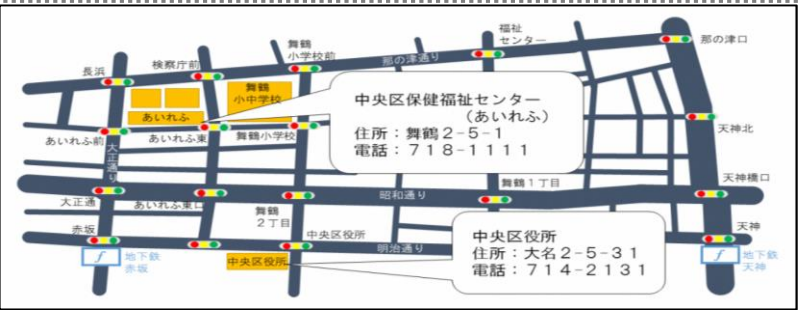 福祉
センター
那の津口
舞鶴
小学校前
那の津通り
検察庁前
長浜
舞鶴
小中学校
中央区保健福祉センター
（あいれふ）
住所：舞鶴２-５-１
電話：７１８-１１１１
あいれふ
天神北
あいれふ前
あいれふ東
舞鶴小学校
大正通り
天神橋口
舞鶴１丁目
昭和通り
大正通
あいれふ東口
舞鶴
２丁目
赤坂
中央区役所
明治通り
天神
中央区役所
住所：大名２-５-３１
電話：７１４-２１３１
地下鉄
赤坂
中央区役所
地下鉄
天神